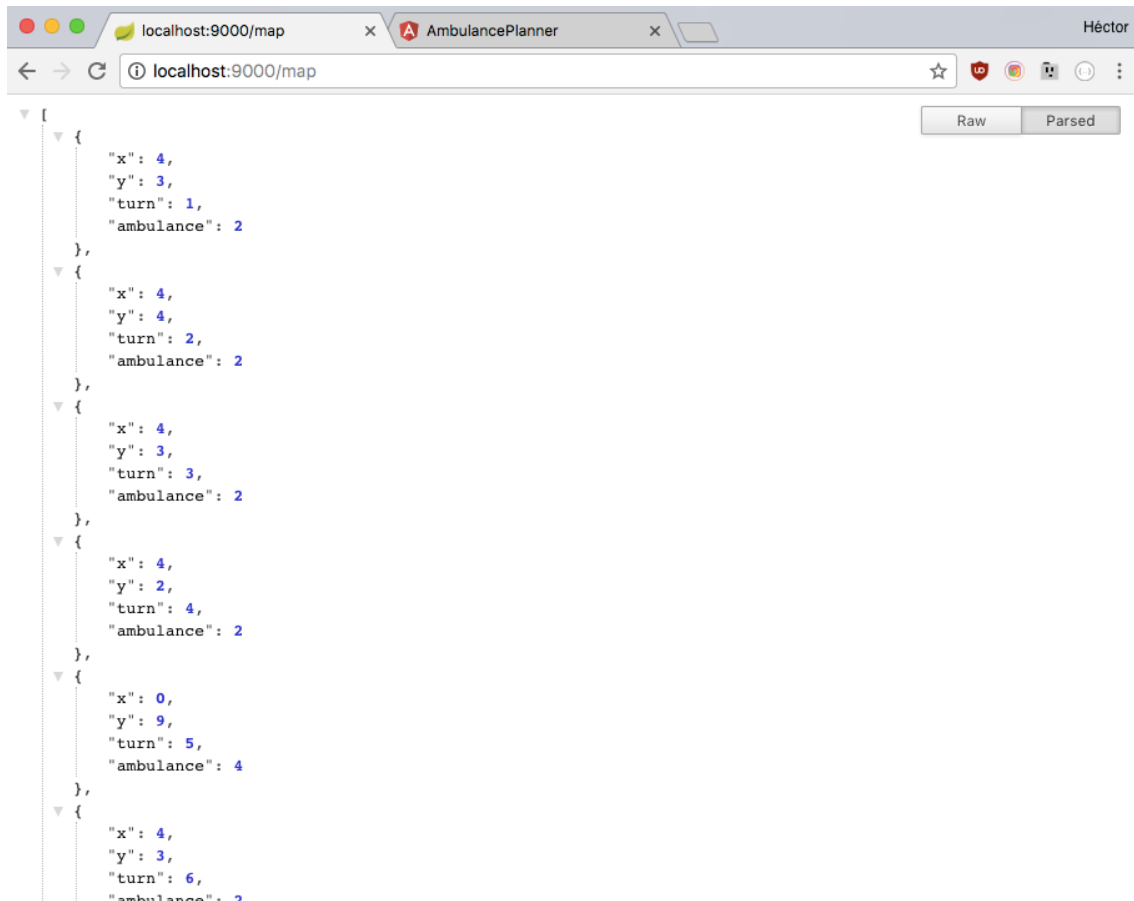 localhost:9000/map
AmbulancePlanner
Héctor
localhost:9000/map
Raw
Parsed
[
{
"x": 4,
"y": 3,
"turn": 1,
"ambulance": 2
},
{
"x": 4,
"y": 4,
"turn": 2,
"ambulance": 2
},
{
"x": 4,
"y": 3,
"turn": 3,
"ambulance": 2
},
{
"x": 4,
"y": 2,
"turn": 4,
"ambulance": 2
},
{
"x": 0,
"y": 9,
"turn": 5,
"ambulance": 4
},
{
"x": 4,
"y": 3,
"turn": 6,
"ambulance": 2